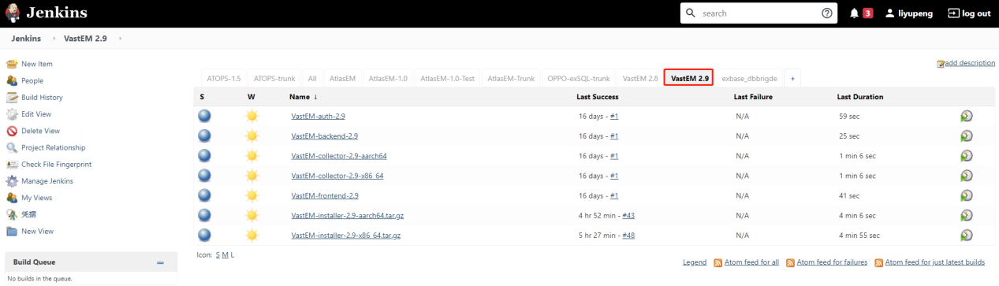 Jenkins
search
3
liyupeng
log out
Jenkins
VastEM 2.9
New Item
People
Build History
Edit View
Delete View
Project Relationship
Check File Fingerprint
Manage Jenkins
My Views
凭据
New View
Build Queue
No builds in the queue.
add description
ATOPS-1.5 ATOPS-trunk All AtlasEM AtlasEM-1.0 AtlasEM-1.0-Test AtlasEM-Trunk OPPO-exSQL-trunk VastEM 2.8 VastEM 2.9 exbase_dbbrigde +
S W Name ↓ Last Success Last Failure Last Duration
VastEM-auth-2.9 16 days - #1 N/A 59 sec
VastEM-backend-2.9 16 days - #1 N/A 25 sec
VastEM-collector-2.9-aarch64 16 days - #1 N/A 1 min 6 sec
VastEM-collector-2.9-x86_64 16 days - #1 N/A 1 min 6 sec
VastEM-frontend-2.9 16 days - #1 N/A 41 sec
VastEM-installer-2.9-aarch64.tar.gz 4 hr 52 min - #43 N/A 4 min 6 sec
VastEM-installer-2.9-x86_64.tar.gz 5 hr 27 min - #48 N/A 4 min 55 sec
Icon: S M L
Legend Atom feed for all Atom feed for failures Atom feed for just latest builds